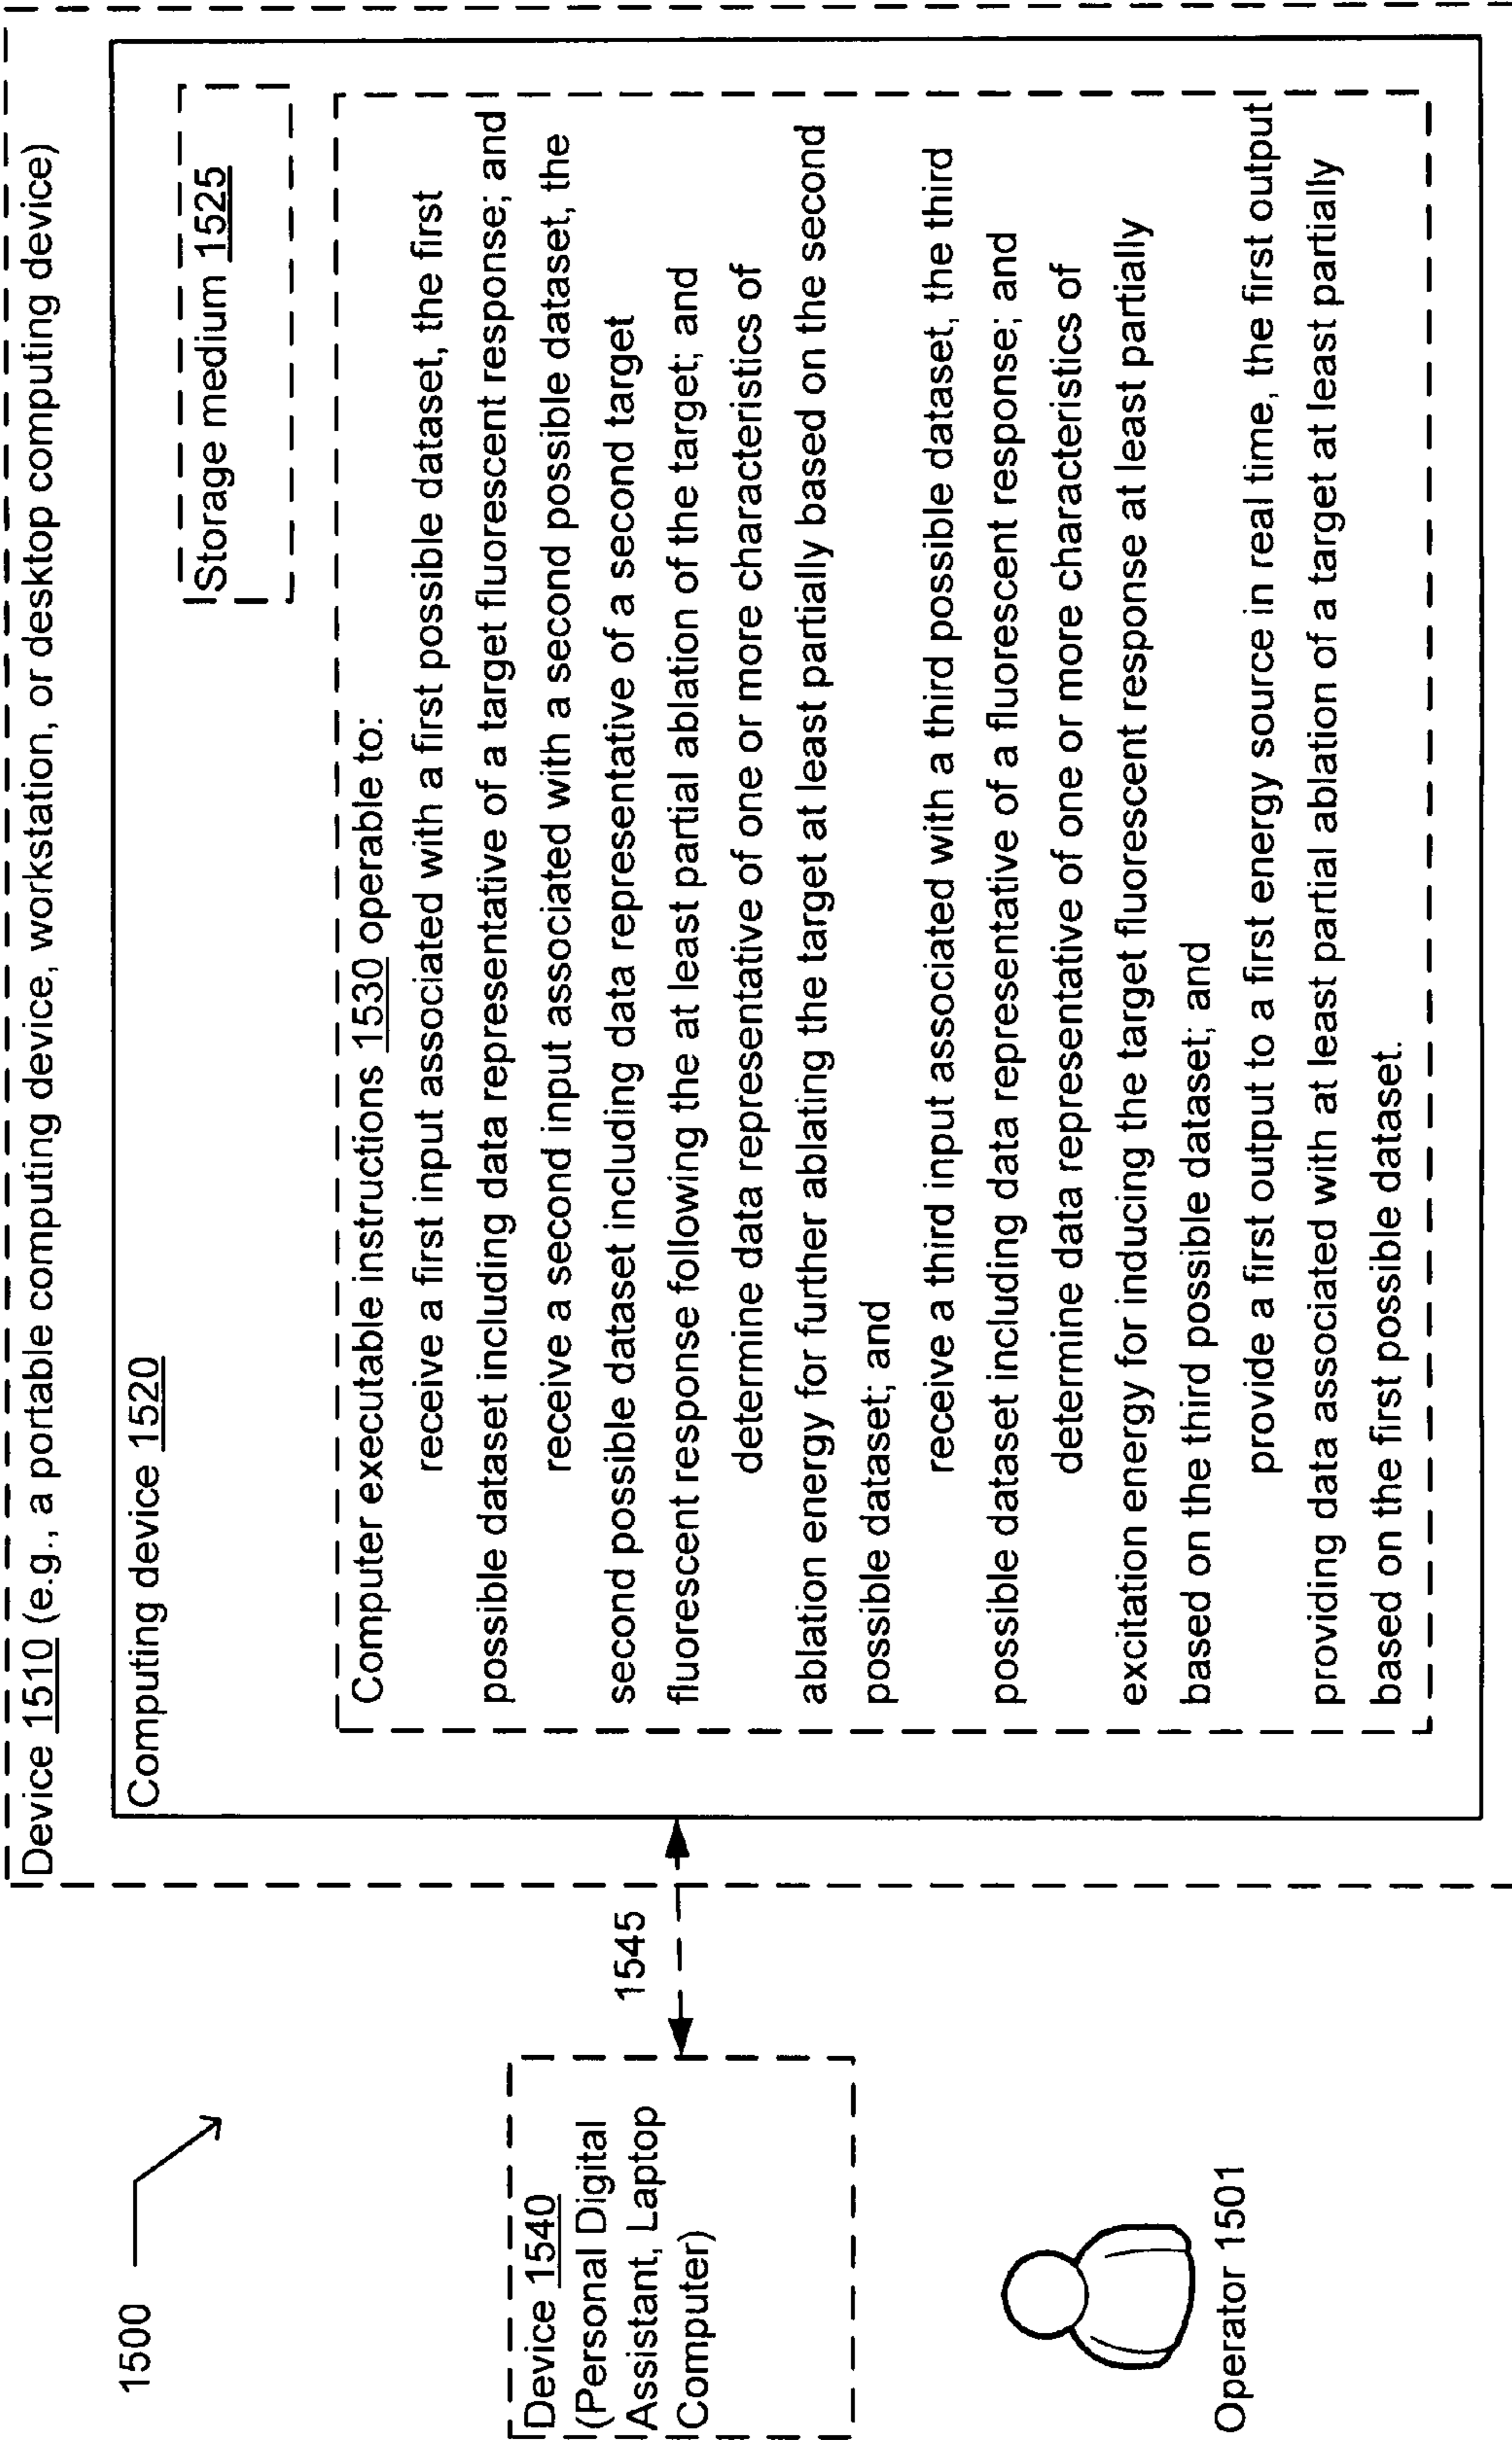 1500
Device 1510 (e.g., a portable computing device, workstation, or desktop computing device)
Computing device 1520
Storage medium 1525
Computer executable instructions 1530 operable to:
receive a first input associated with a first possible dataset, the first
possible dataset including data representative of a target fluorescent response; and
receive a second input associated with a second possible dataset, the
second possible dataset including data representative of a second target
fluorescent response following the at least partial ablation of the target; and
determine data representative of one or more characteristics of
ablation energy for further ablating the target at least partially based on the second
possible dataset; and
receive a third input associated with a third possible dataset, the third
possible dataset including data representative of a fluorescent response; and
determine data representative of one or more characteristics of
excitation energy for inducing the target fluorescent response at least partially
based on the third possible dataset; and
provide a first output to a first energy source in real time, the first output
providing data associated with at least partial ablation of a target at least partially
based on the first possible dataset.
1545
Device 1540
(Personal Digital
Assistant, Laptop
Computer)
Operator 1501